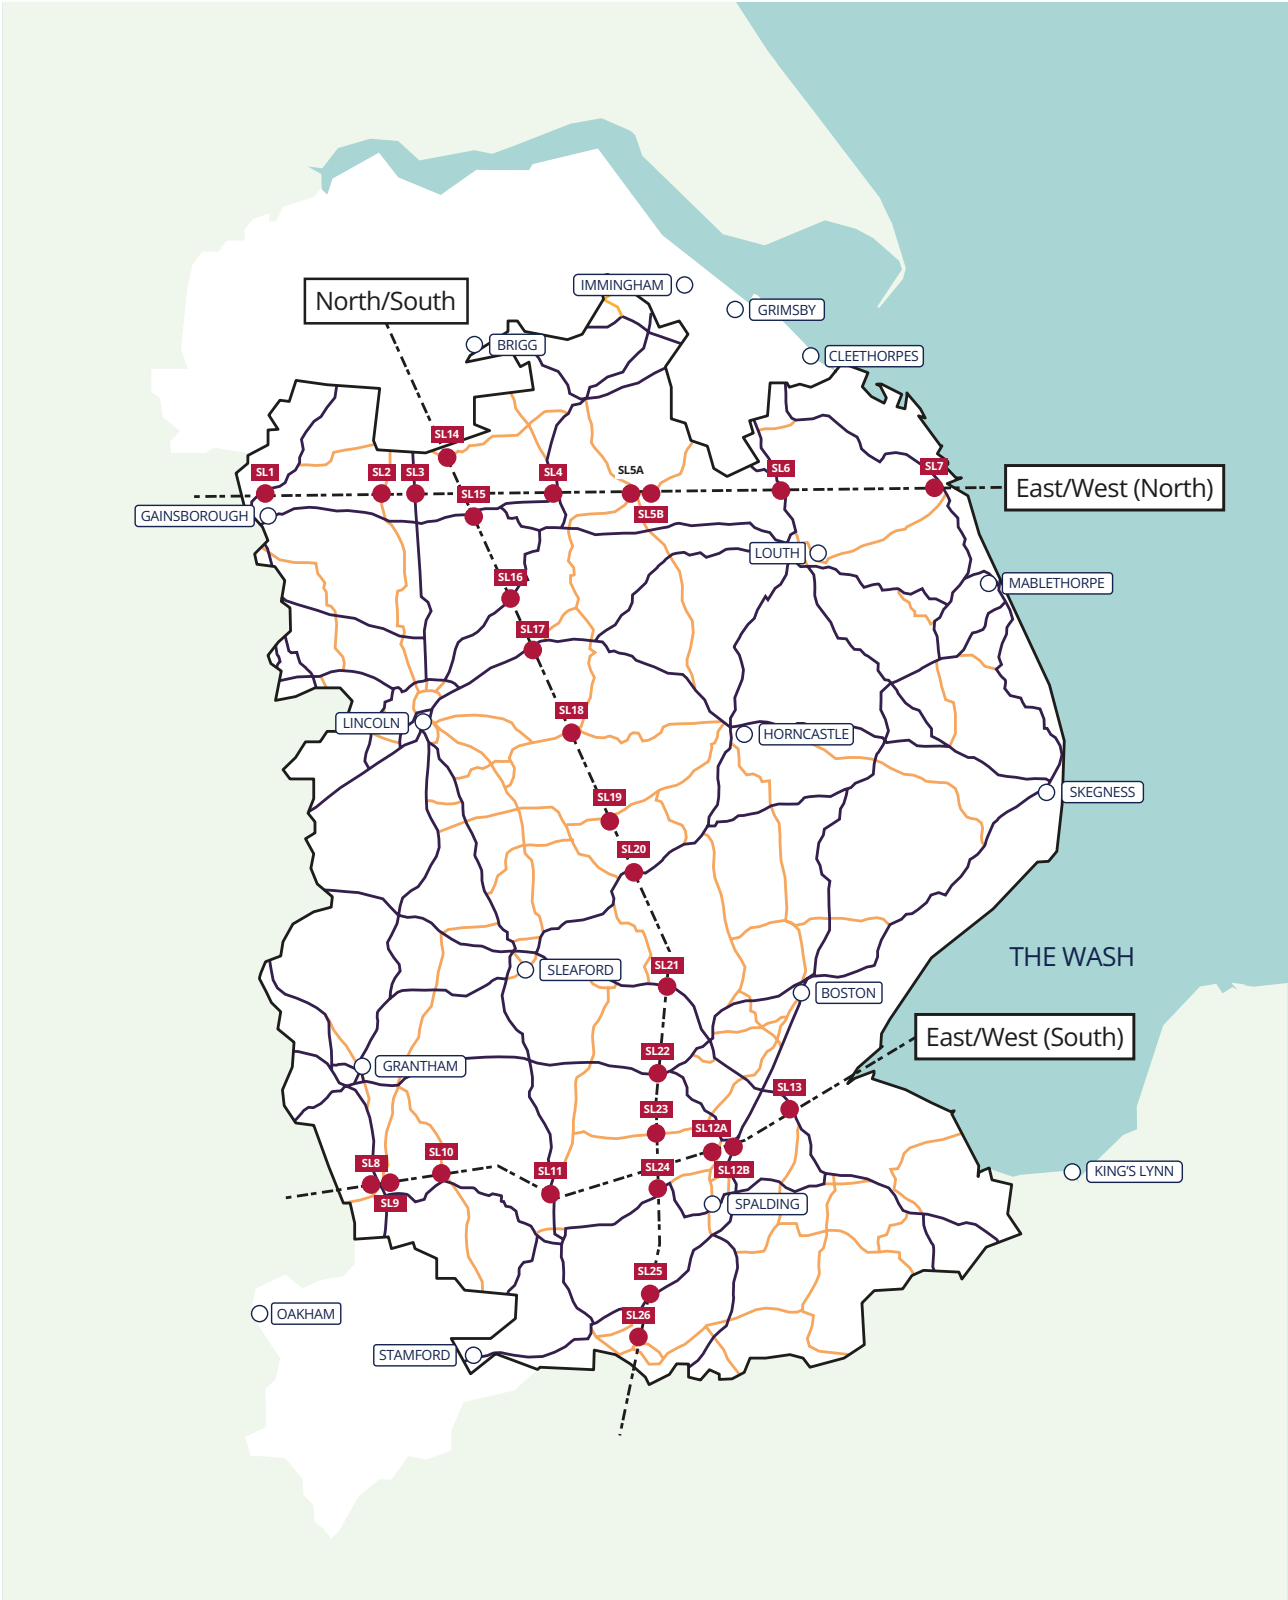 IMMINGHAM
North/South
GRIMSBY
BRIGG
CLEETHORPES
SL14
SL1
SL2
SL3
SL4
SL5A
SL6
SL7
East/West (North)
SL15
GAINSBOROUGH
SL5B
LOUTH
SL16
MABLETHORPE
SL17
SL18
LINCOLN
HORNCASTLE
SKEGNESS
SL19
SL20
THE WASH
SL21
SLEAFORD
BOSTON
East/West (South)
SL22
GRANTHAM
SL13
SL23
SL12A
SL10
SL8
SL11
SL24
SL12B
KING'S LYNN
SL9
SPALDING
SL25
OAKHAM
SL26
STAMFORD